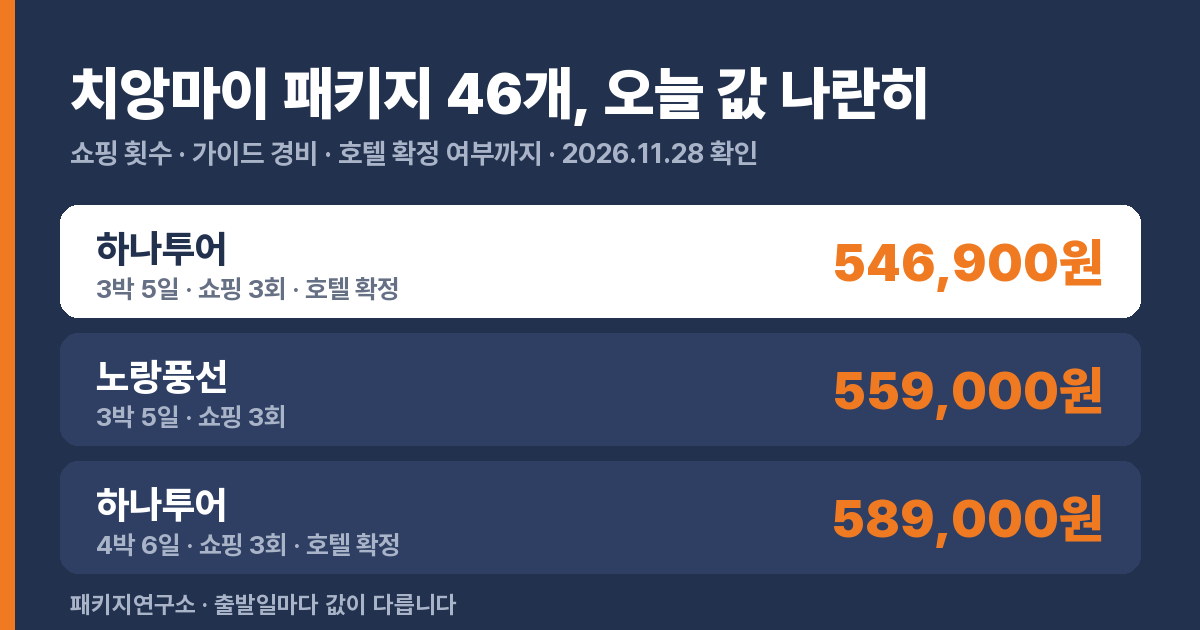 치앙마이 패키지 46개, 오늘 값 나란히
쇼핑 횟수 · 가이드 경비 · 호텔 확정 여부까지 · 2026.11.28 확인
하나투어
3박 5일 · 쇼핑 3회 · 호텔 확정
546,900원
노랑풍선
3박 5일 · 쇼핑 3회
559,000원
하나투어
4박 6일 · 쇼핑 3회 · 호텔 확정
589,000원
패키지연구소 · 출발일마다 값이 다릅니다